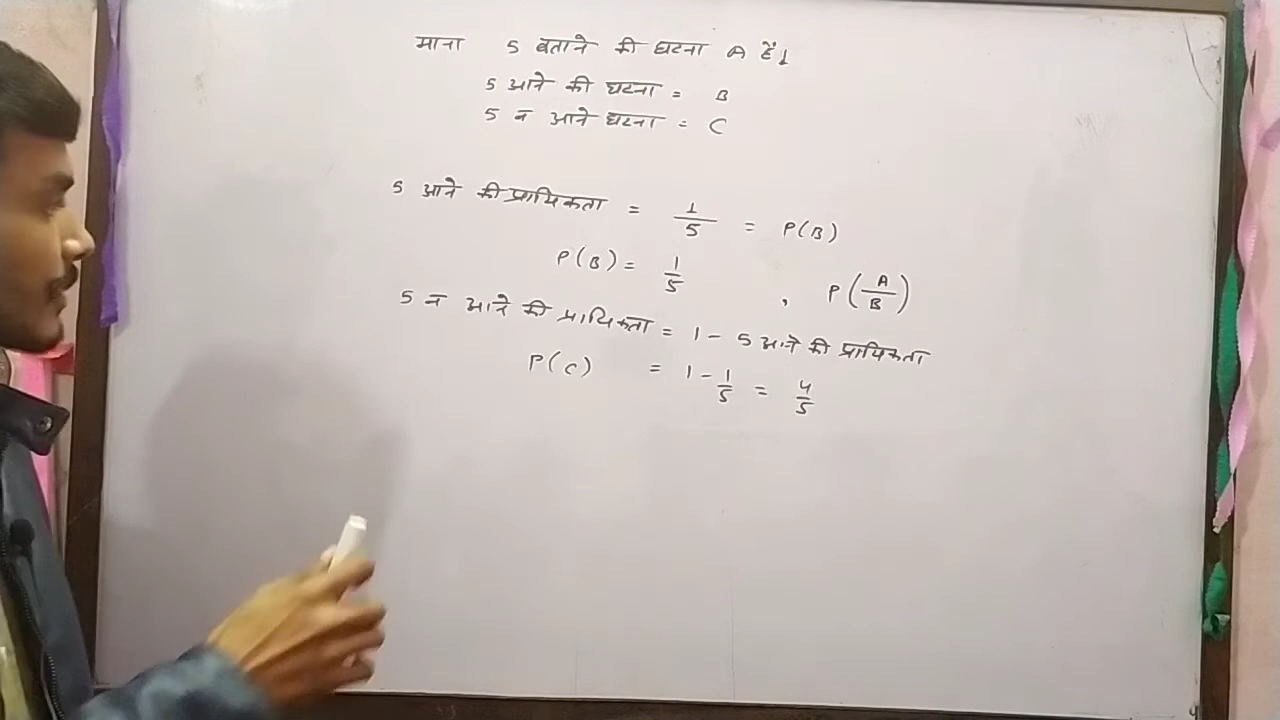 माना 5 बताने की घटना A है।
5 आने की घटना = B
5 न आने घटना = C
5 आने की प्रायिकता = 1/5 = P(B)
P(B) = 1/5 , P(A/B)
5 न आने की प्रायिकता = 1 - 5 आने की प्रायिकता
P(C) = 1 - 1/5 = 4/5